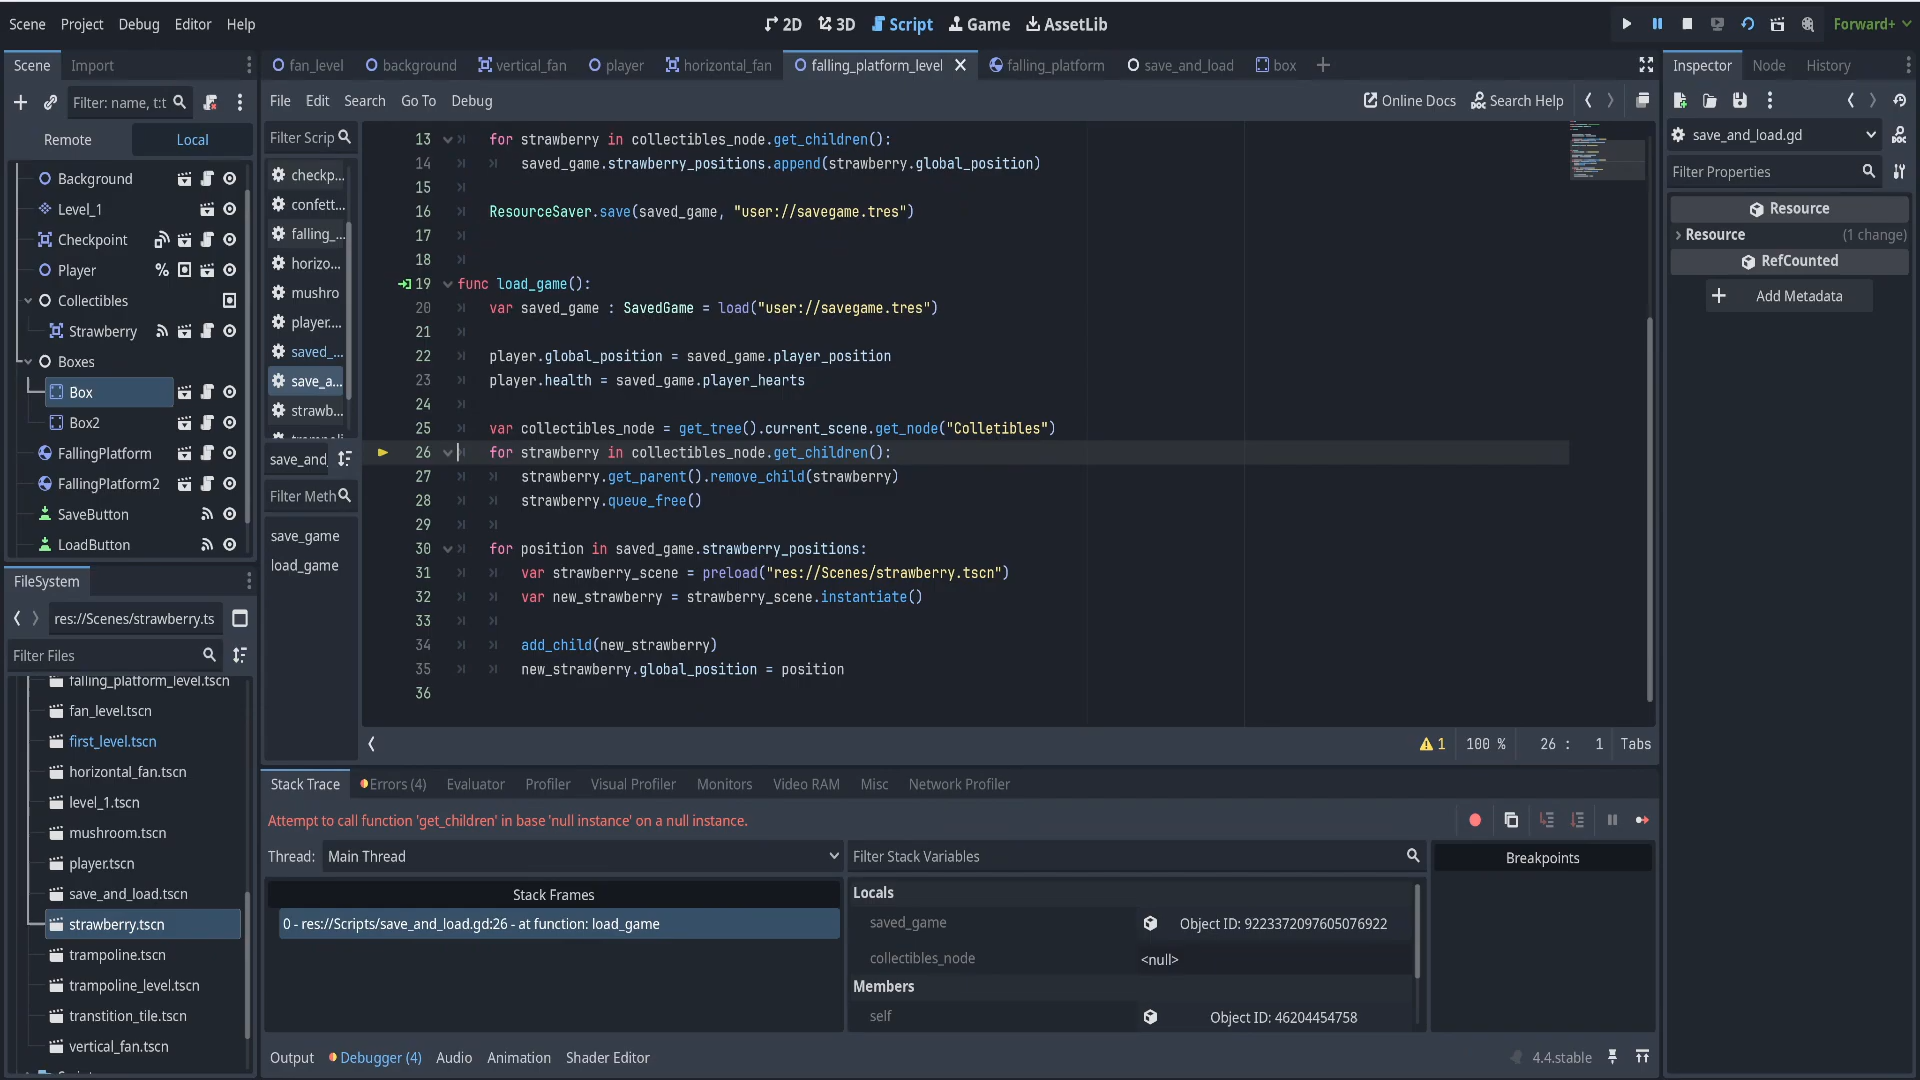 Scene Project Debug Editor Help
2D 3D Script Game AssetLib
Forward+
Scene Import
fan_level background vertical_fan player horizontal_fan falling_platform_level falling_platform save_and_load box
Inspector Node History
Filter: name, t:t
File Edit Search Go To Debug
Online Docs Search Help
Remote Local
Filter Scrip
save_and_load.gd
Filter Properties
Resource
Resource (1 change)
RefCounted
Add Metadata
Background
Level_1
Checkpoint
Player
Collectibles
Strawberry
Boxes
Box
Box2
FallingPlatform
FallingPlatform2
SaveButton
LoadButton
checkp...
confett...
falling_...
horizo...
mushro
player....
saved_...
save_a...
strawb...
save_and_
Filter Meth
save_game
load_game
13 for strawberry in collectibles_node.get_children():
14 saved_game.strawberry_positions.append(strawberry.global_position)
15
16 ResourceSaver.save(saved_game, "user://savegame.tres")
17
18
19 func load_game():
20 var saved_game : SavedGame = load("user://savegame.tres")
21
22 player.global_position = saved_game.player_position
23 player.health = saved_game.player_hearts
24
25 var collectibles_node = get_tree().current_scene.get_node("Colletibles")
26 for strawberry in collectibles_node.get_children():
27 strawberry.get_parent().remove_child(strawberry)
28 strawberry.queue_free()
29
30 for position in saved_game.strawberry_positions:
31 var strawberry_scene = preload("res://Scenes/strawberry.tscn")
32 var new_strawberry = strawberry_scene.instantiate()
33
34 add_child(new_strawberry)
35 new_strawberry.global_position = position
36
1 100 % 26 : 1 Tabs
FileSystem
res://Scenes/strawberry.ts
Filter Files
falling_platform_level.tscn
fan_level.tscn
first_level.tscn
horizontal_fan.tscn
level_1.tscn
mushroom.tscn
player.tscn
save_and_load.tscn
strawberry.tscn
trampoline.tscn
trampoline_level.tscn
transtition_tile.tscn
vertical_fan.tscn
Stack Trace Errors (4) Evaluator Profiler Visual Profiler Monitors Video RAM Misc Network Profiler
Attempt to call function 'get_children' in base 'null instance' on a null instance.
Thread: Main Thread
Filter Stack Variables
Breakpoints
Stack Frames
0 - res://Scripts/save_and_load.gd:26 - at function: load_game
Locals
saved_game Object ID: 9223372097605076922
collectibles_node <null>
Members
self Object ID: 46204454758
Output Debugger (4) Audio Animation Shader Editor
4.4.stable